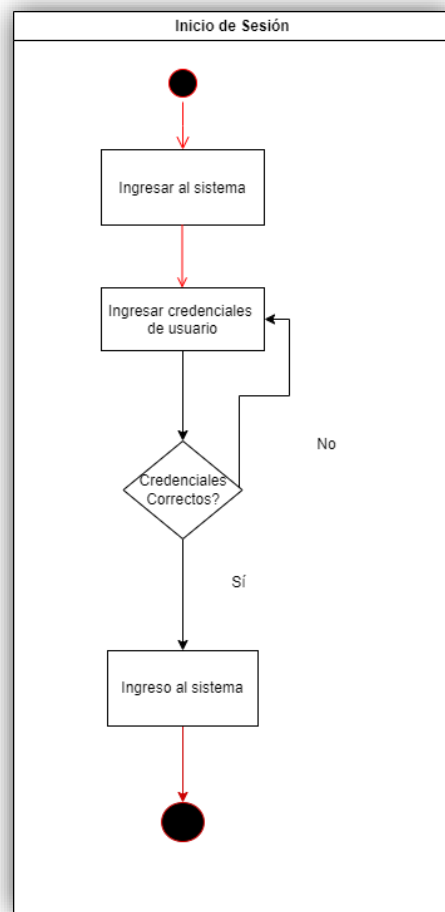 Inicio de Sesión
Ingresar al sistema
Ingresar credenciales
de usuario
No
Credenciales
Correctos?
Sí
Ingreso al sistema